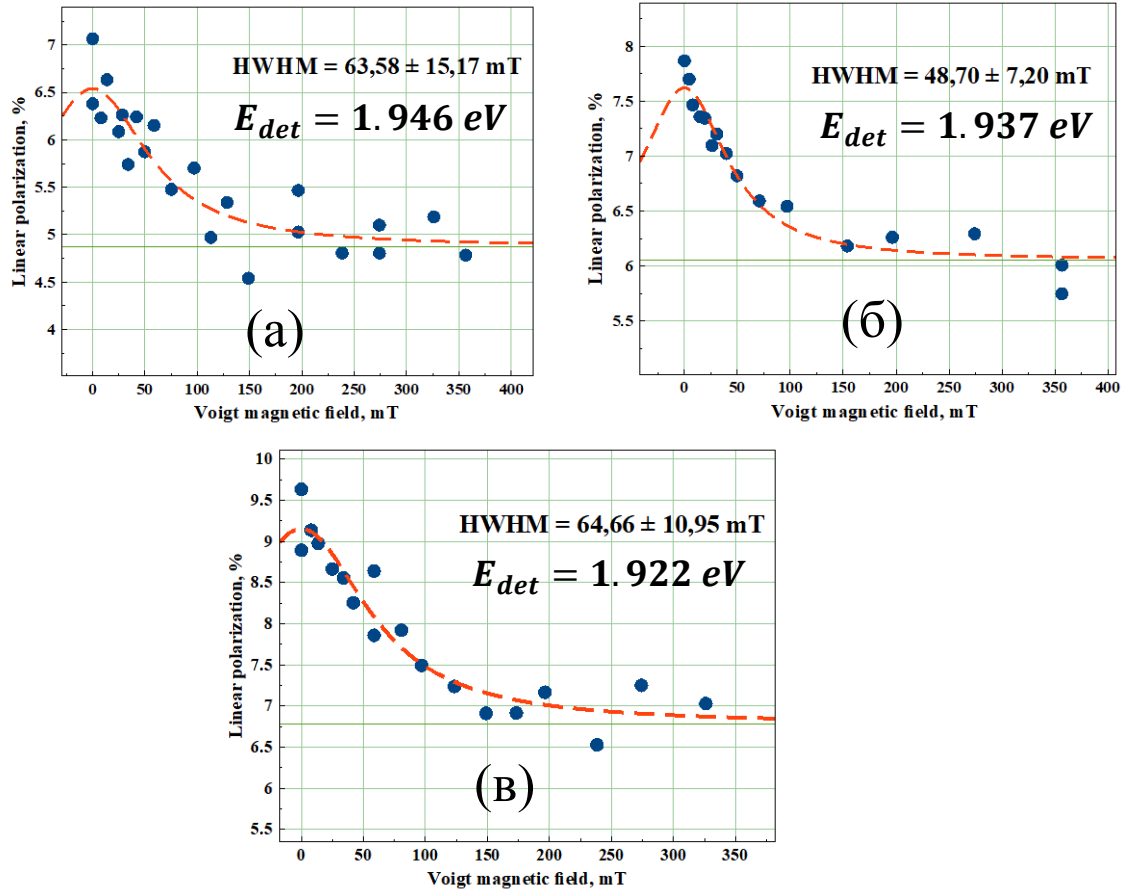 7
6.5
6
5.5
5
4.5
4
Linear polarization, %
HWHM = 63,58 ± 15,17 mT
E_det = 1.946 eV
(а)
0 50 100 150 200 250 300 350 400
Voigt magnetic field, mT
8
7.5
7
6.5
6
5.5
Linear polarization, %
HWHM = 48,70 ± 7,20 mT
E_det = 1.937 eV
(б)
0 50 100 150 200 250 300 350 400
Voigt magnetic field, mT
10
9.5
9
8.5
8
7.5
7
6.5
6
5.5
Linear polarization, %
HWHM = 64,66 ± 10,95 mT
E_det = 1.922 eV
(в)
0 50 100 150 200 250 300 350
Voigt magnetic field, mT